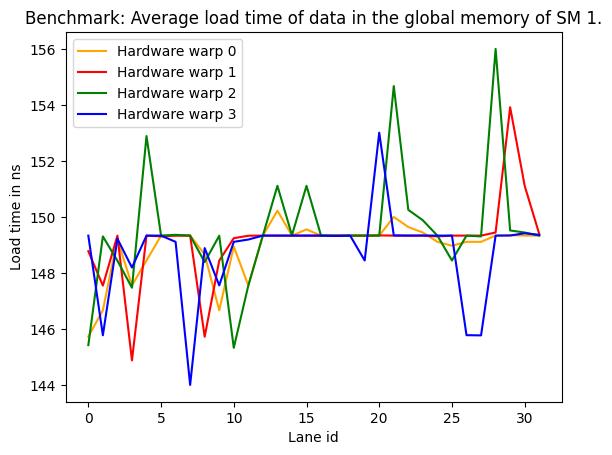 Benchmark: Average load time of data in the global memory of SM 1.
Hardware warp 0
Hardware warp 1
Hardware warp 2
Hardware warp 3
Load time in ns
156
154
152
150
148
146
144
0 5 10 15 20 25 30
Lane id